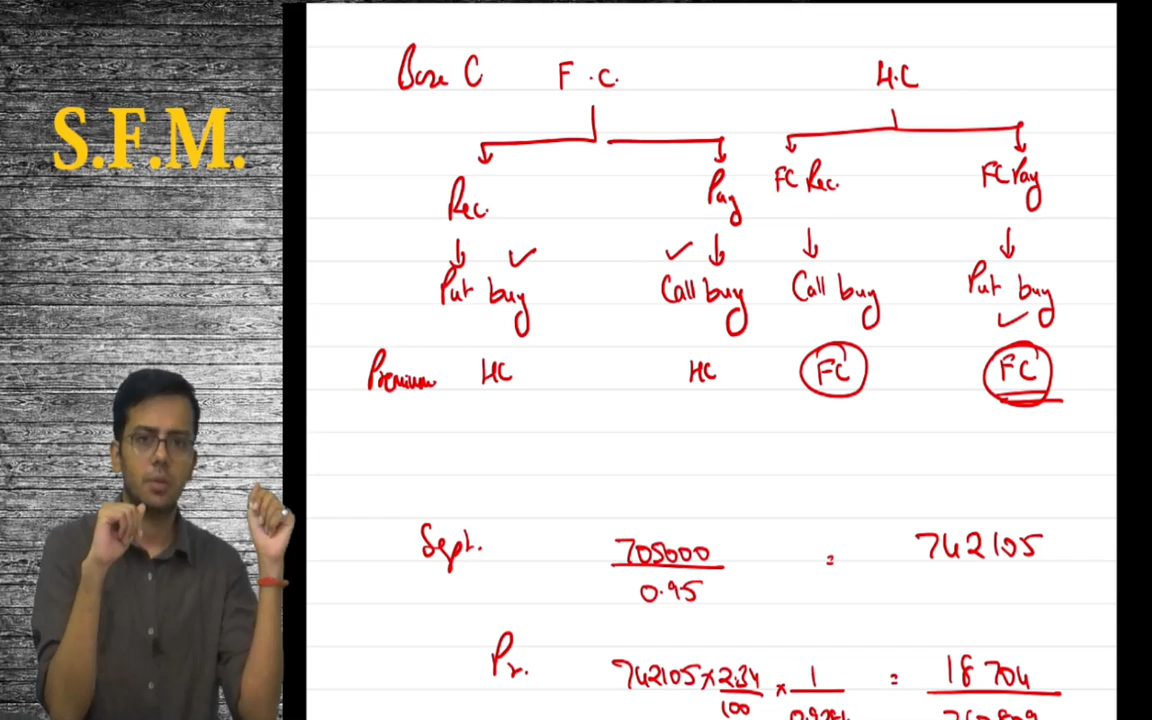 S.F.M.
Base C F.C. H.C
Rec. Pay FC Rec. FC Pay
Put buy ✓ ✓ Call buy Call buy Put buy ✓
Premium HC HC FC FC
Sept. 705000 / 0.95 = 742105
Pr. 742105 × 2.34 / 100 × 1 / = 18704